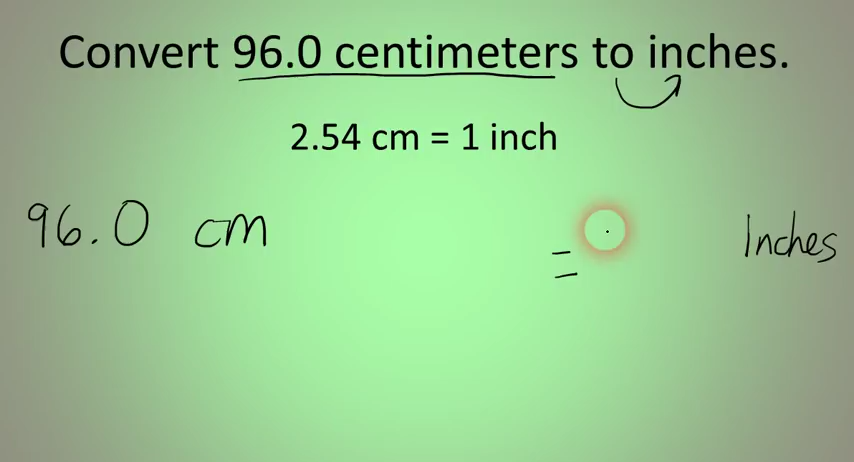 Convert 96.0 centimeters to inches.
2.54 cm = 1 inch
96.0 cm = Inches